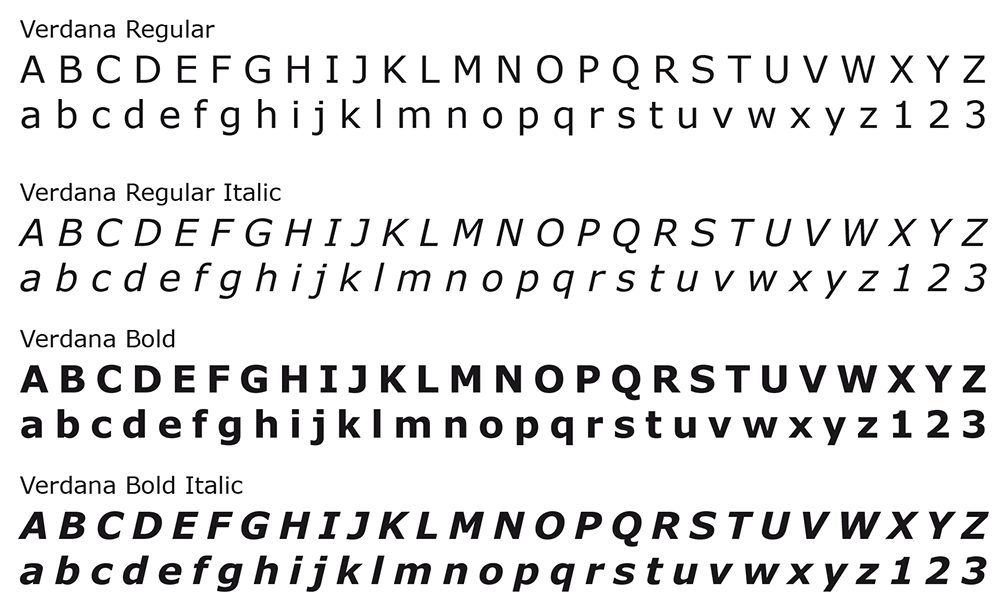 Verdana Regular
A B C D E F G H I J K L M N O P Q R S T U V W X Y Z
a b c d e f g h i j k l m n o p q r s t u v w x y z 1 2 3
Verdana Regular Italic
A B C D E F G H I J K L M N O P Q R S T U V W X Y Z
a b c d e f g h i j k l m n o p q r s t u v w x y z 1 2 3
Verdana Bold
A B C D E F G H I J K L M N O P Q R S T U V W X Y Z
a b c d e f g h i j k l m n o p q r s t u v w x y z 1 2 3
Verdana Bold Italic
A B C D E F G H I J K L M N O P Q R S T U V W X Y Z
a b c d e f g h i j k l m n o p q r s t u v w x y z 1 2 3